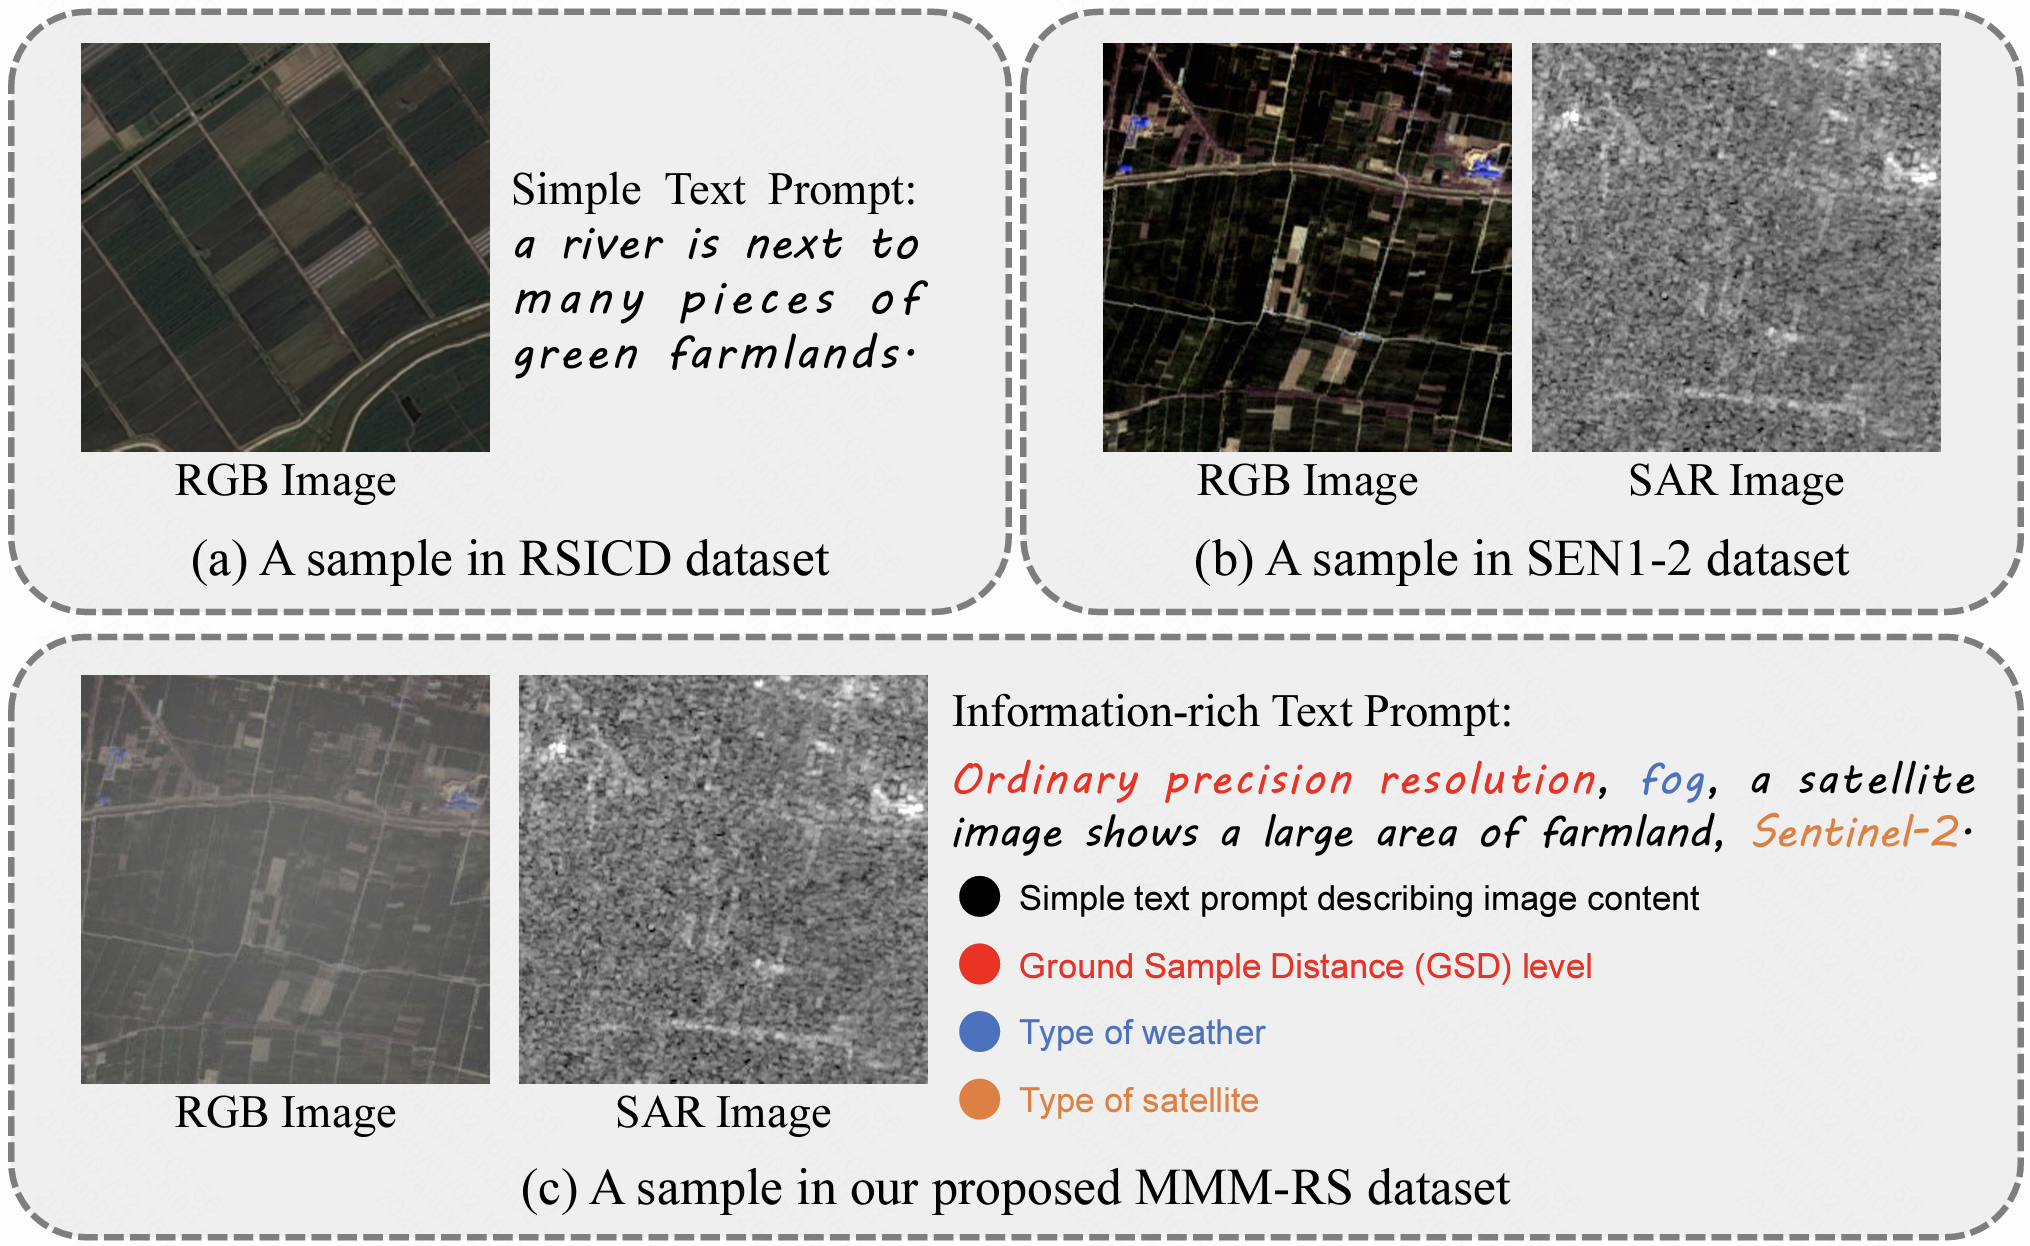 Simple Text Prompt:
a river is next to
many pieces of
green farmlands.
RGB Image
(a) A sample in RSICD dataset
RGB Image
SAR Image
(b) A sample in SEN1-2 dataset
Information-rich Text Prompt:
Ordinary precision resolution, fog, a satellite
image shows a large area of farmland, Sentinel-2.
Simple text prompt describing image content
Ground Sample Distance (GSD) level
Type of weather
Type of satellite
RGB Image
SAR Image
(c) A sample in our proposed MMM-RS dataset